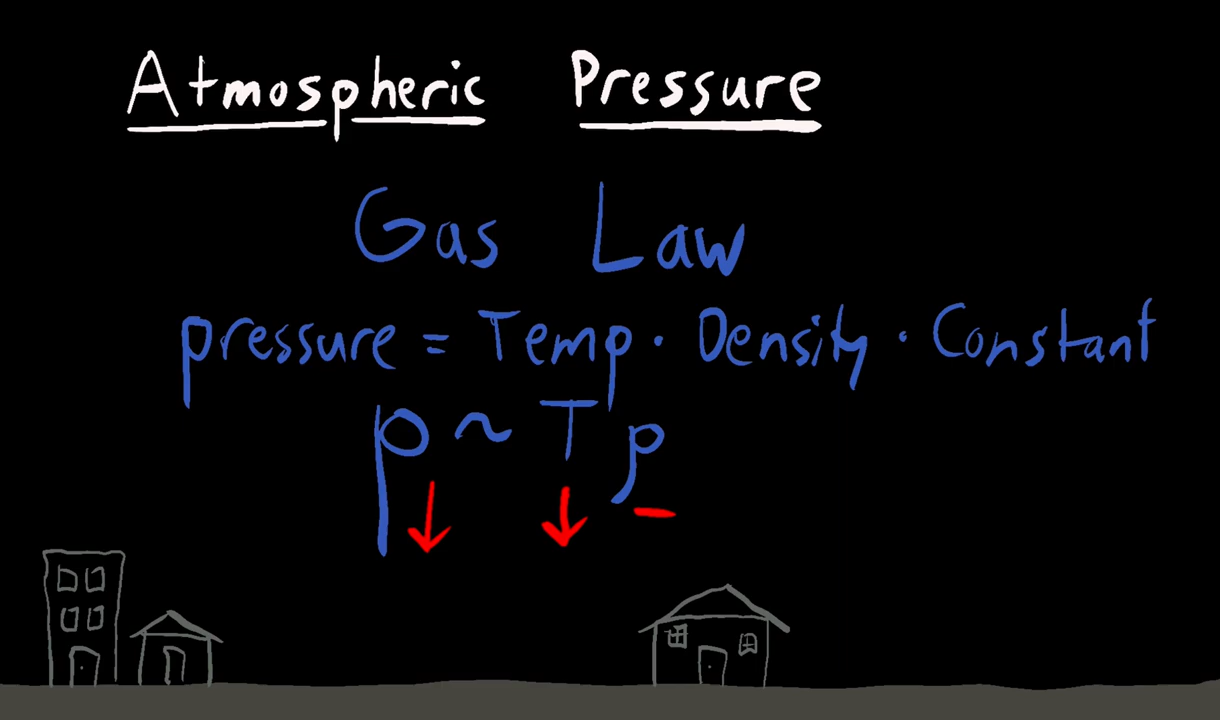 Atmospheric Pressure
Gas Law
pressure = Temp · Density · Constant
p ~ T ρ
↓ ↓ –